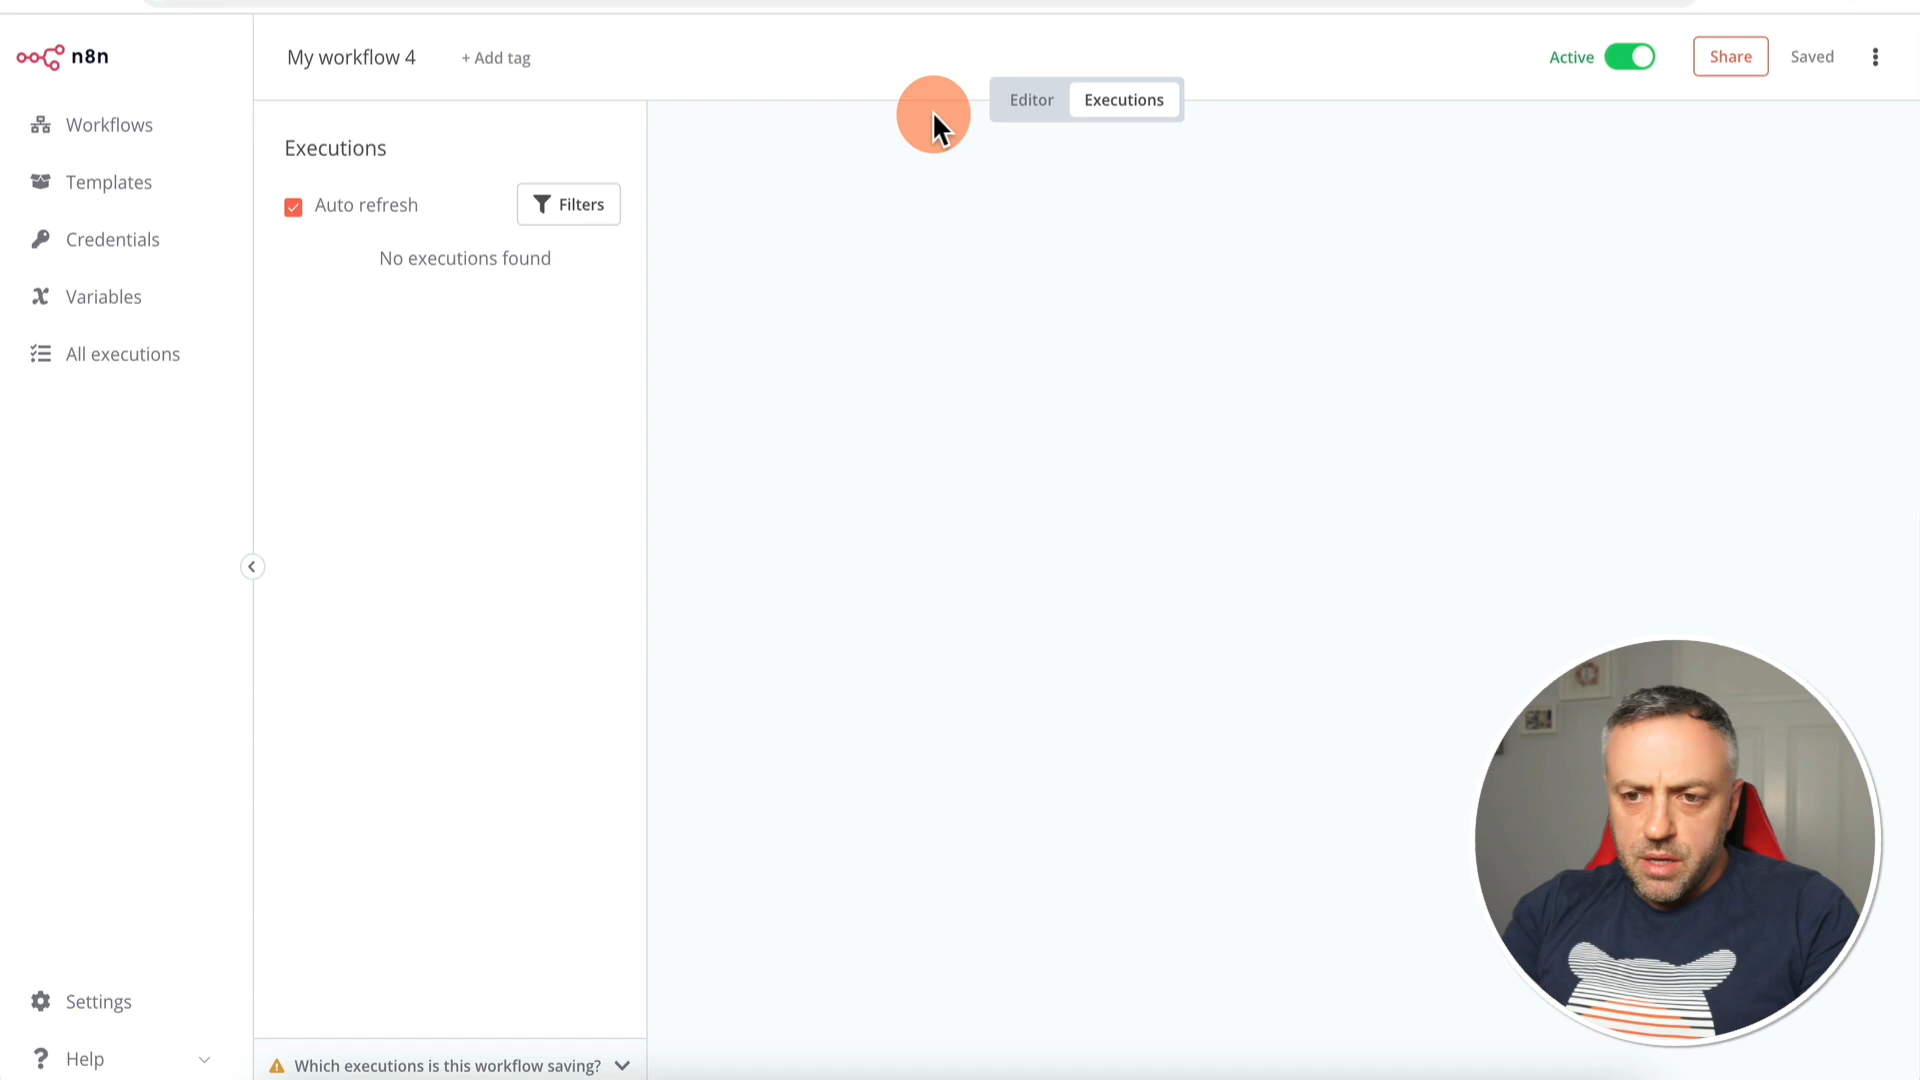 n8n
My workflow 4
+ Add tag
Active
Share
Saved
Editor
Executions
Workflows
Templates
Credentials
Variables
All executions
Executions
Auto refresh
Filters
No executions found
Settings
? Help
Which executions is this workflow saving?